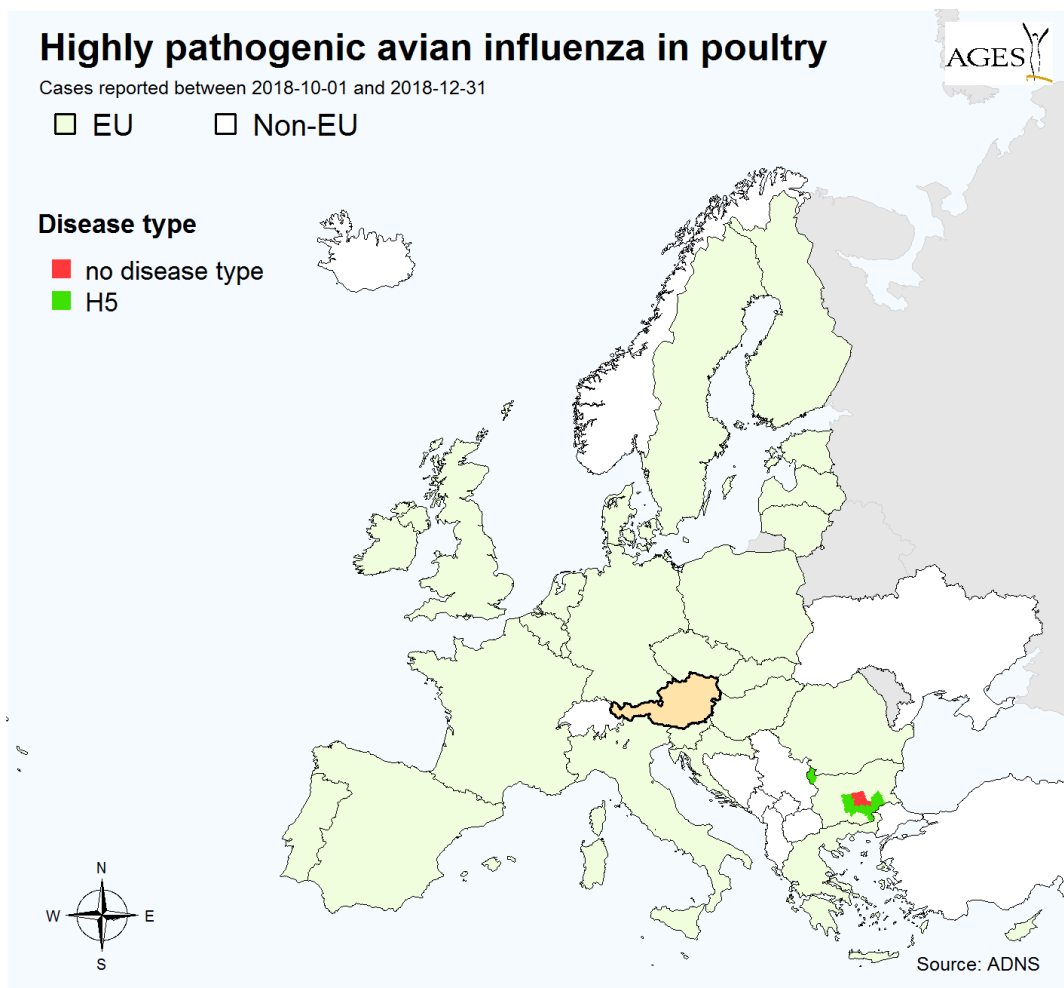 Highly pathogenic avian influenza in poultry
AGES
Cases reported between 2018-10-01 and 2018-12-31
EU Non-EU
Disease type
no disease type
H5
N
W E
S
Source: ADNS